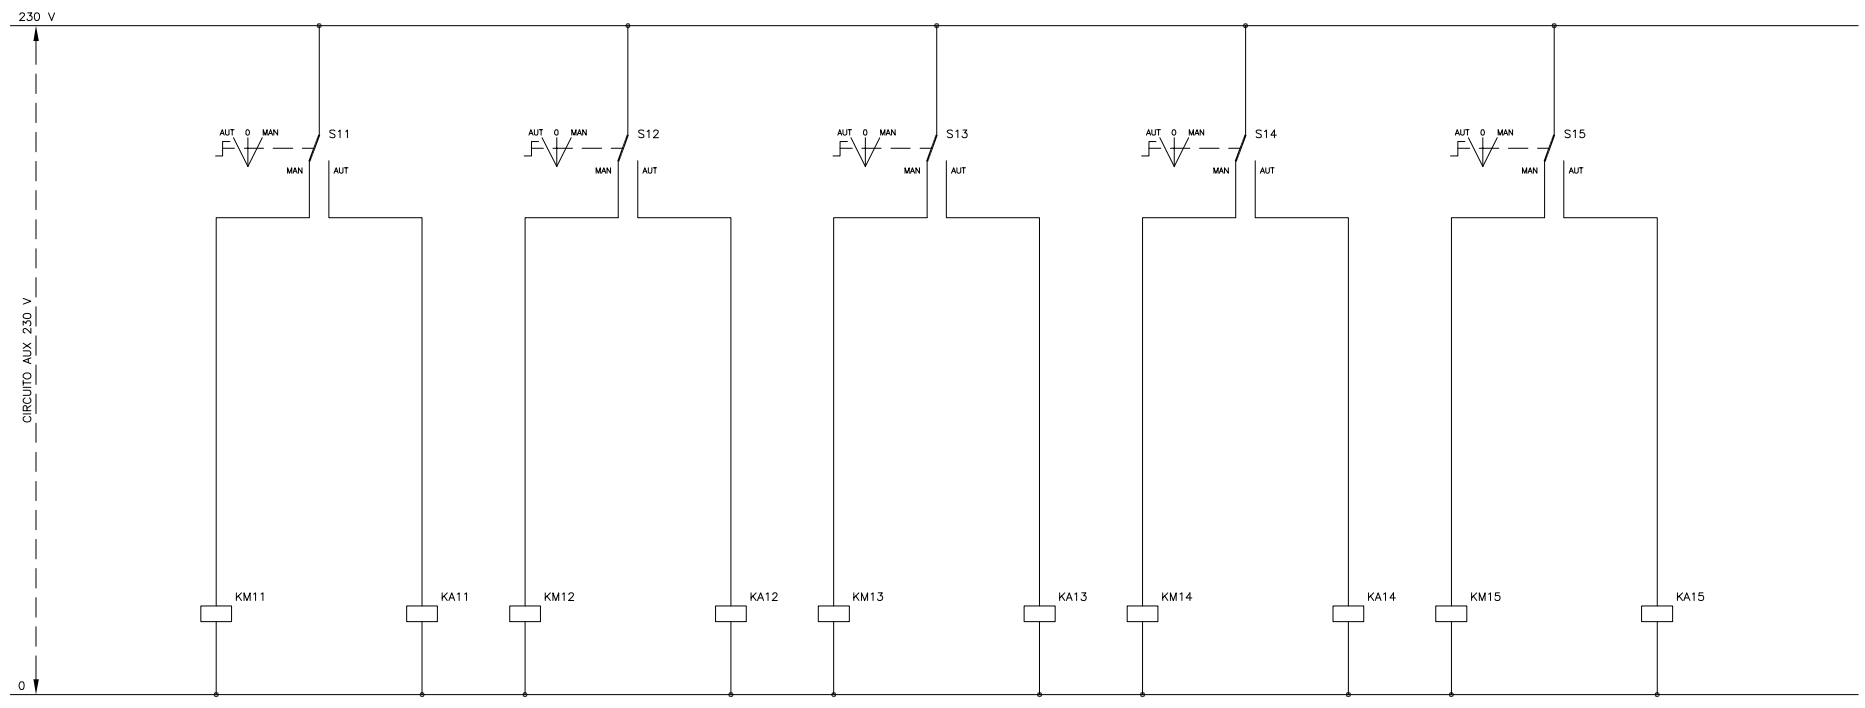 230 V
AUT 0 MAN
S11
AUT 0 MAN
S12
AUT 0 MAN
S13
AUT 0 MAN
S14
AUT 0 MAN
S15
MAN AUT
MAN AUT
MAN AUT
MAN AUT
MAN AUT
CIRCUITO AUX 230 V
KM11
KA11
KM12
KA12
KM13
KA13
KM14
KA14
KM15
KA15
0